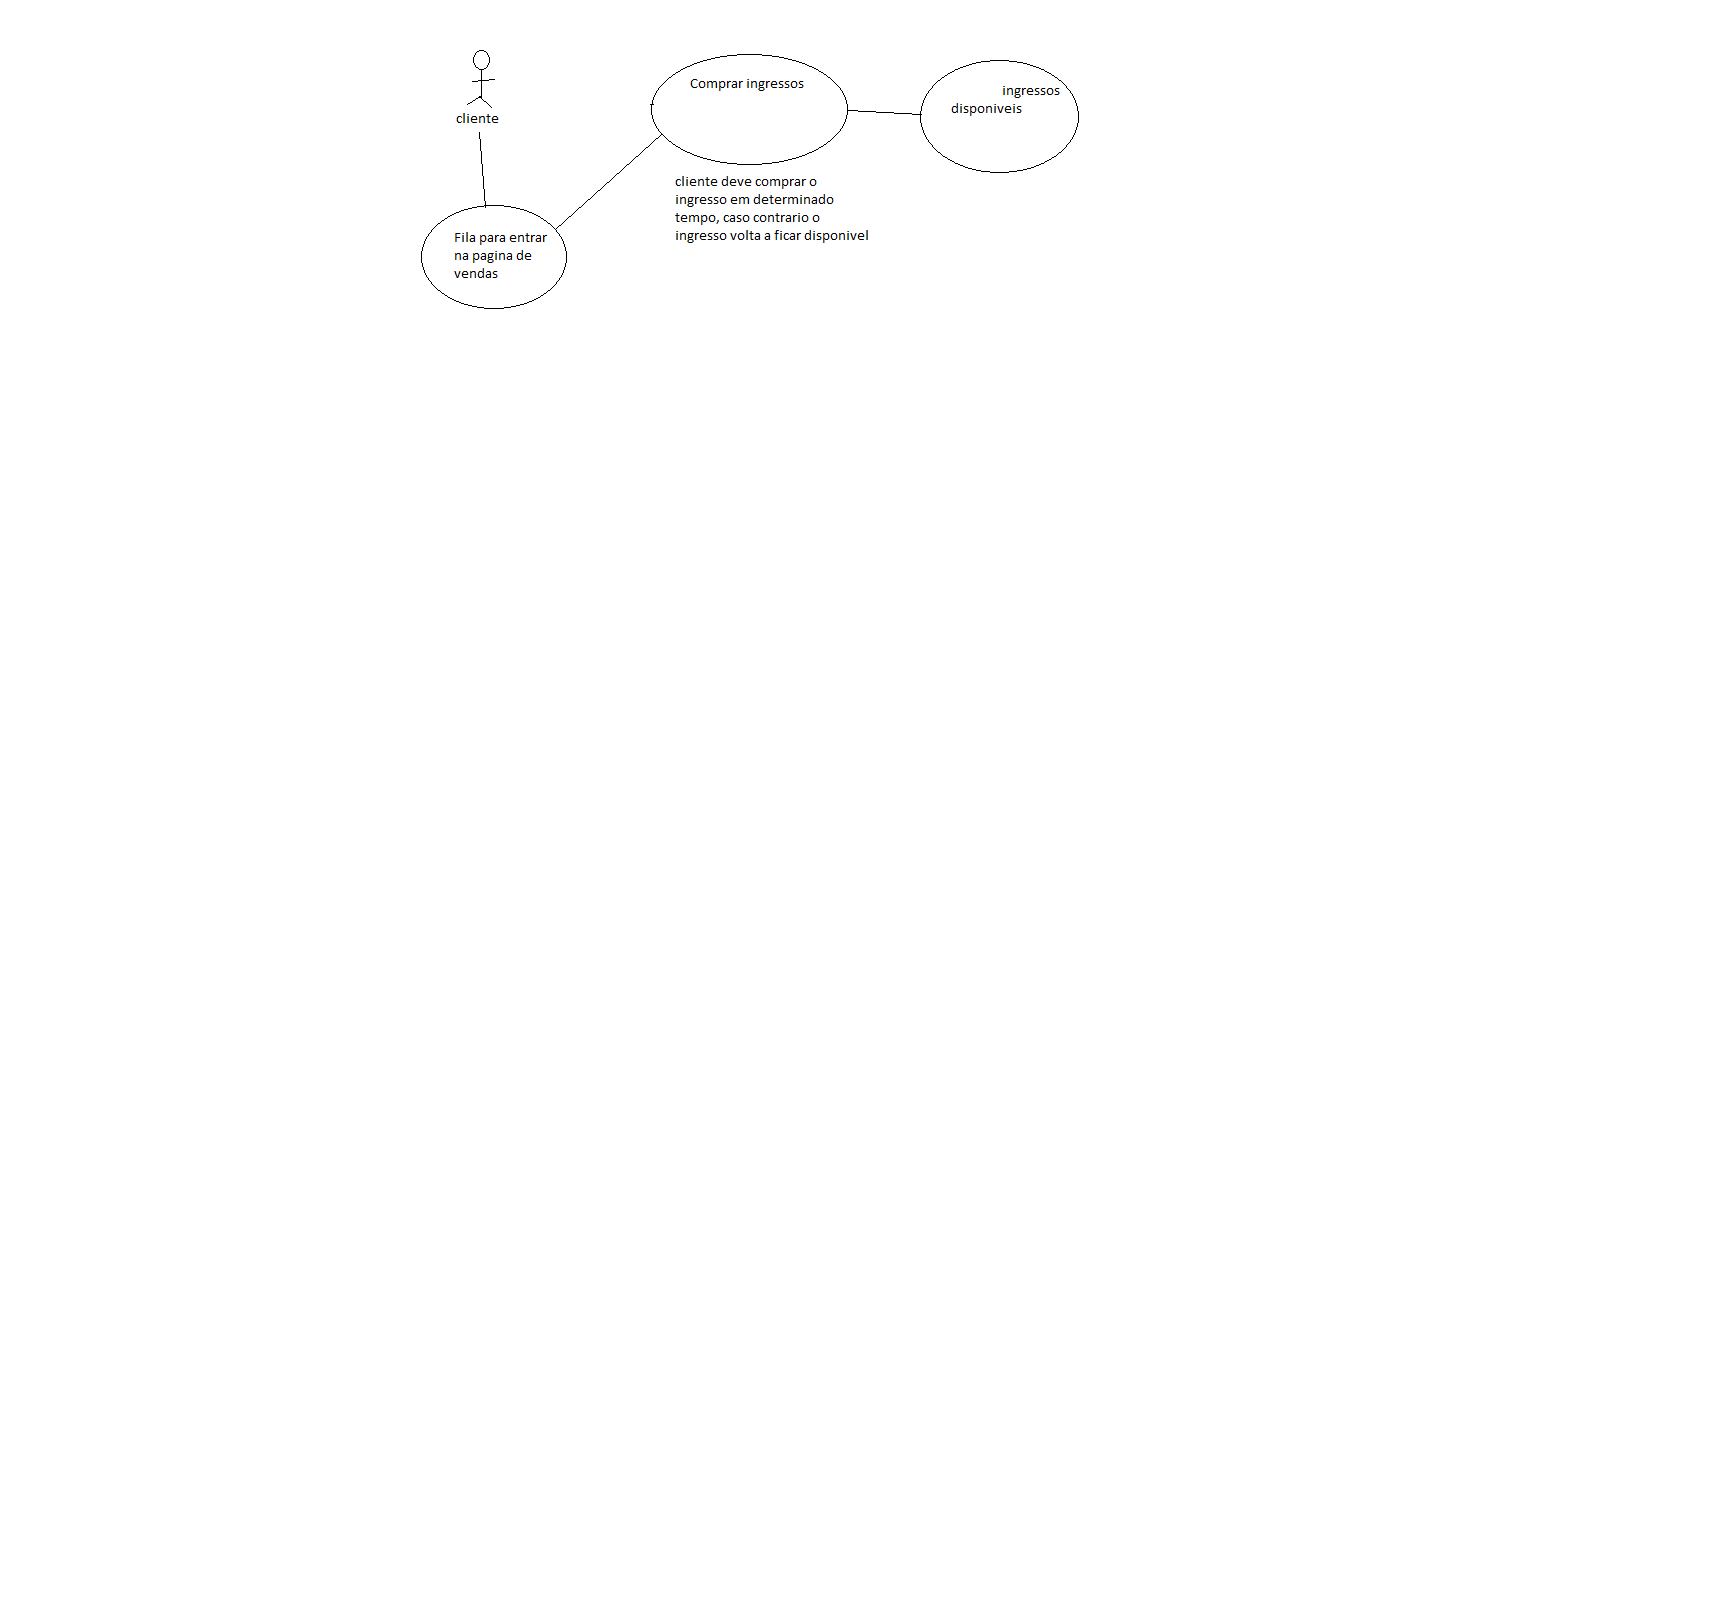 cliente
Fila para entrar
na pagina de
vendas
Comprar ingressos
cliente deve comprar o
ingresso em determinado
tempo, caso contrario o
ingresso volta a ficar disponivel
ingressos
disponiveis